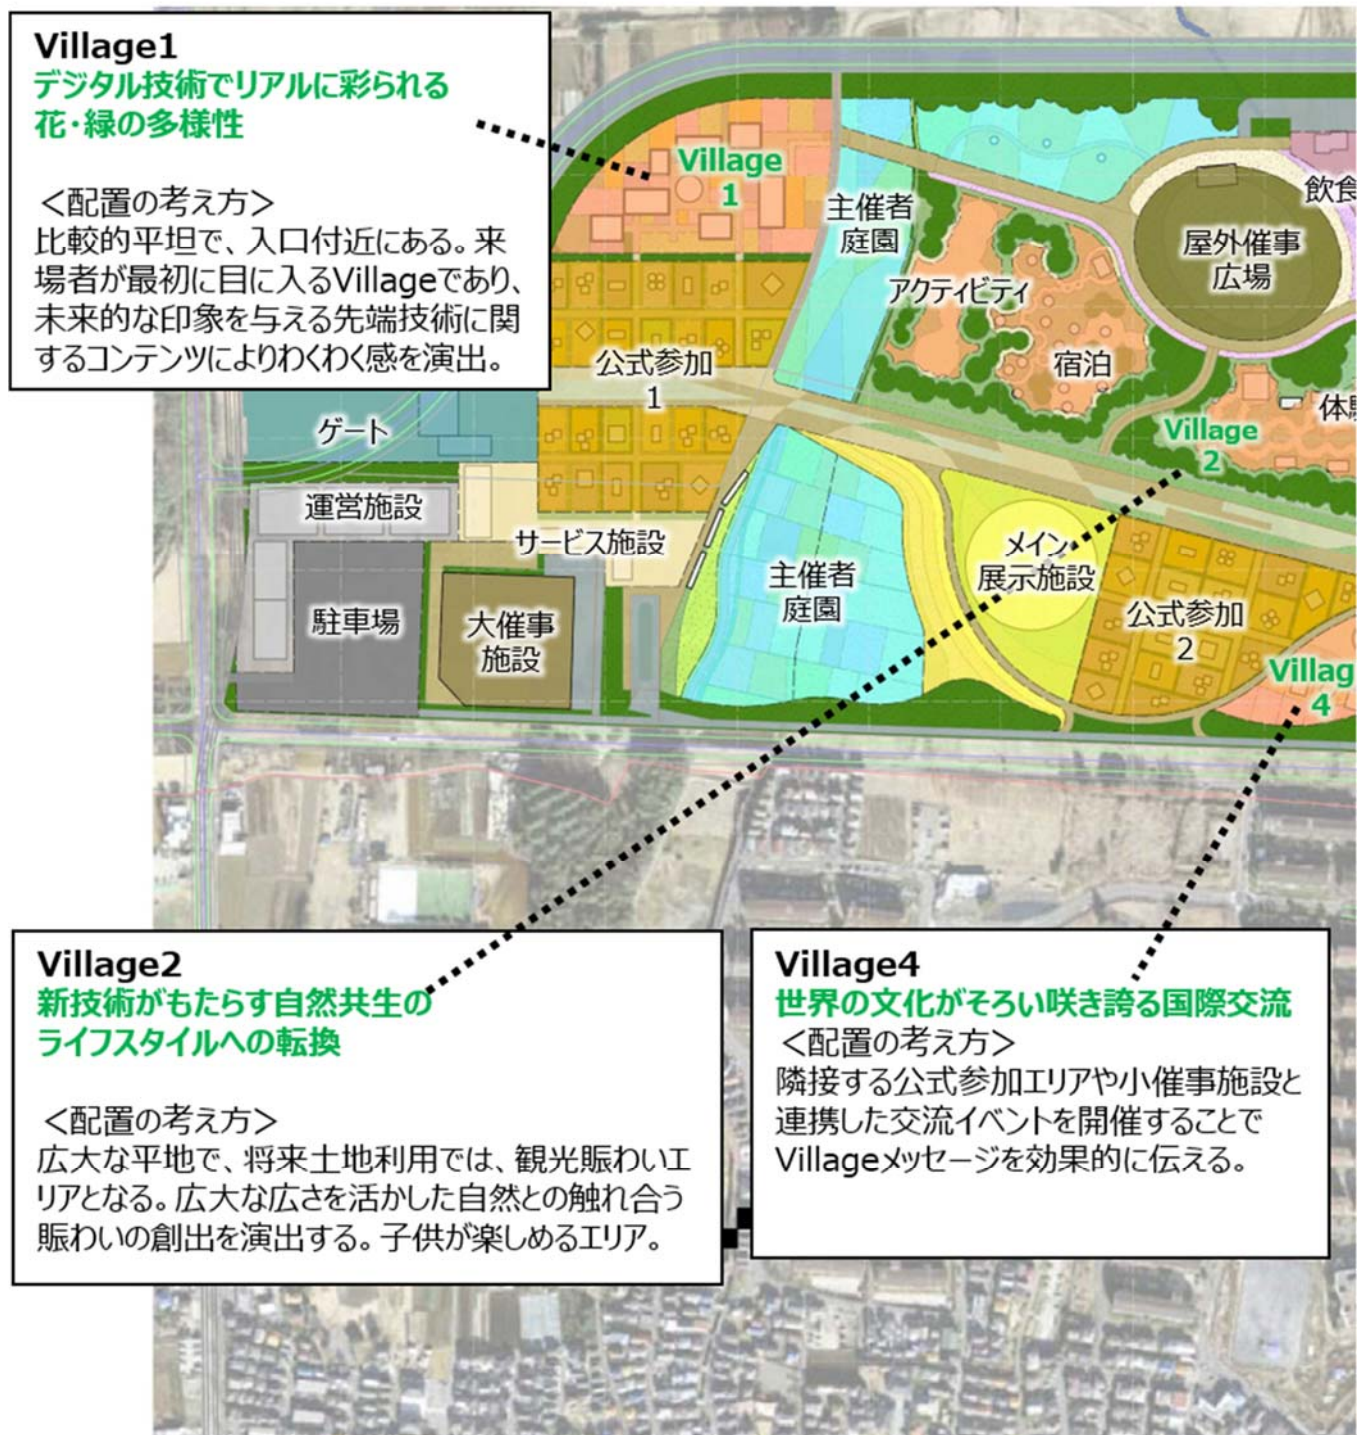 Village1
デジタル技術でリアルに彩られる
花・緑の多様性
＜配置の考え方＞
比較的平坦で、入口付近にある。来
場者が最初に目に入るVillageであり、
未来的な印象を与える先端技術に関
するコンテンツによりわくわく感を演出。
Village
1
主催者
庭園
飲食
屋外催事
広場
アクティビティ
宿泊
公式参加
1
体験
Village
2
ゲート
運営施設
サービス施設
メイン
展示施設
主催者
庭園
駐車場
大催事
施設
公式参加
2
Villag
4
Village2
新技術がもたらす自然共生の
ライフスタイルへの転換
＜配置の考え方＞
広大な平地で、将来土地利用では、観光賑わいエ
リアとなる。広大な広さを活かした自然との触れ合う
賑わいの創出を演出する。子供が楽しめるエリア。
Village4
世界の文化がそろい咲き誇る国際交流
＜配置の考え方＞
隣接する公式参加エリアや小催事施設と
連携した交流イベントを開催することで
Villageメッセージを効果的に伝える。